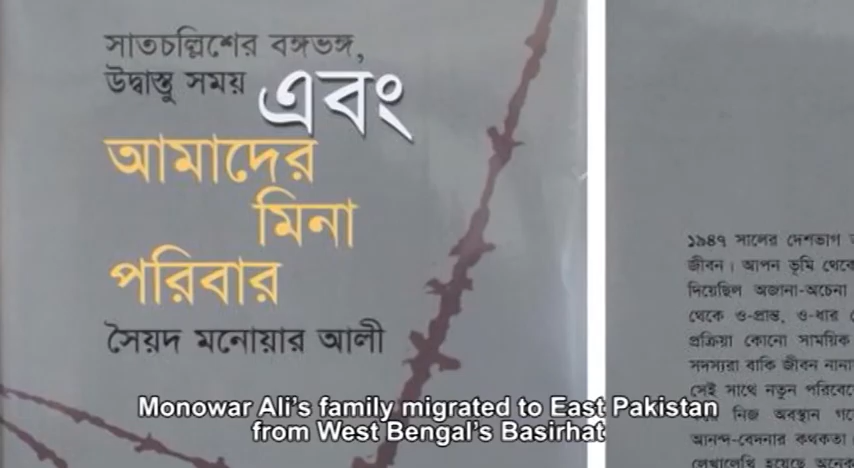 সাতচল্লিশের বঙ্গভঙ্গ,
উদ্বাস্তু সময়
এবং
আমাদের
মিনা
পরিবার
সৈয়দ মনোয়ার আলী
১৯৪৭ সালের দেশভাগ
জীবন। আপন ভূমি থেকে
দিয়েছিল অজানা-অচেনা
থেকে ও-প্রান্ত, ও-ধার
প্রক্রিয়া কোনো সাময়িক
সদস্যরা বাকি জীবন নানা
সেই সাথে নতুন পরিবেশে
নিজ অবস্থান
আনন্দ-বেদনার কথকতা।
লেখালেখি হয়েছে অনেক
Monowar Ali's family migrated to East Pakistan
from West Bengal's Basirhat